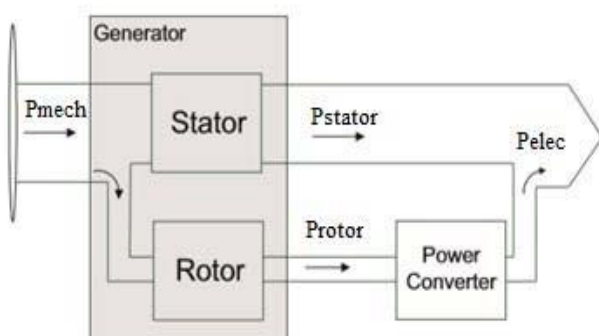 Generator
Pmech
Stator
Pstator
Pelec
Rotor
Protor
Power
Converter